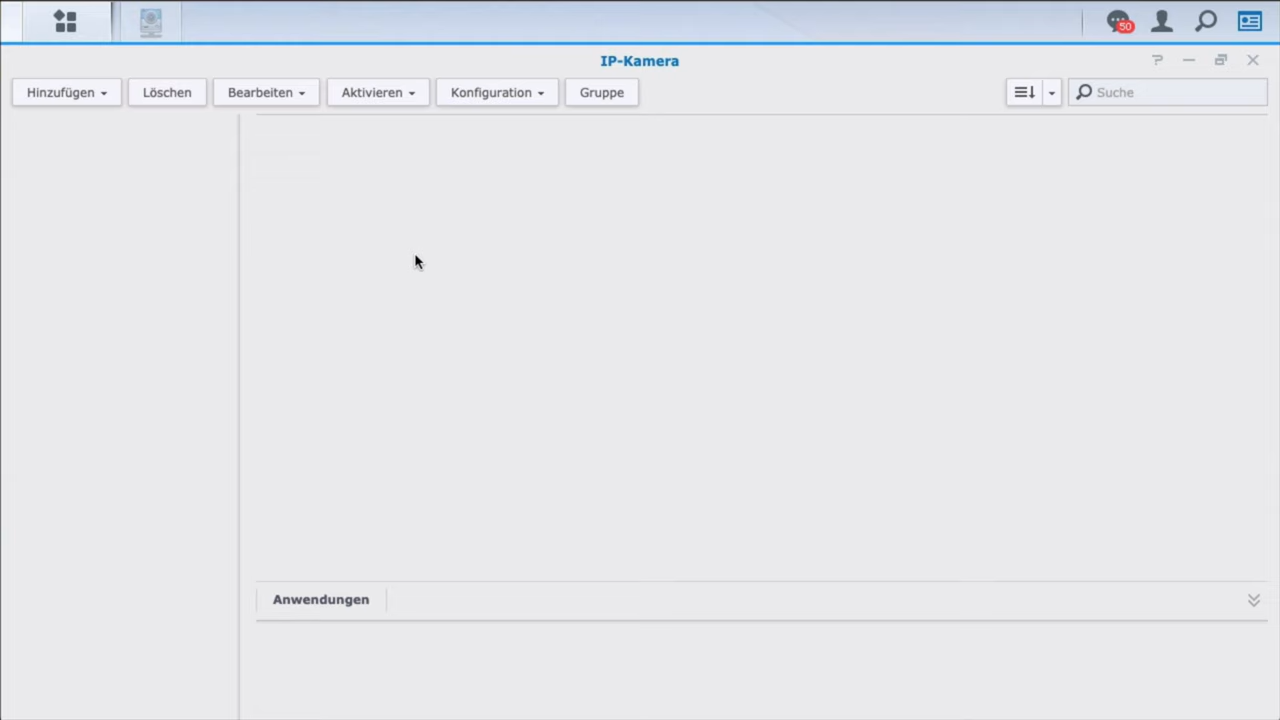 50
IP-Kamera
Hinzufügen Löschen Bearbeiten Aktivieren Konfiguration Gruppe Suche
Anwendungen